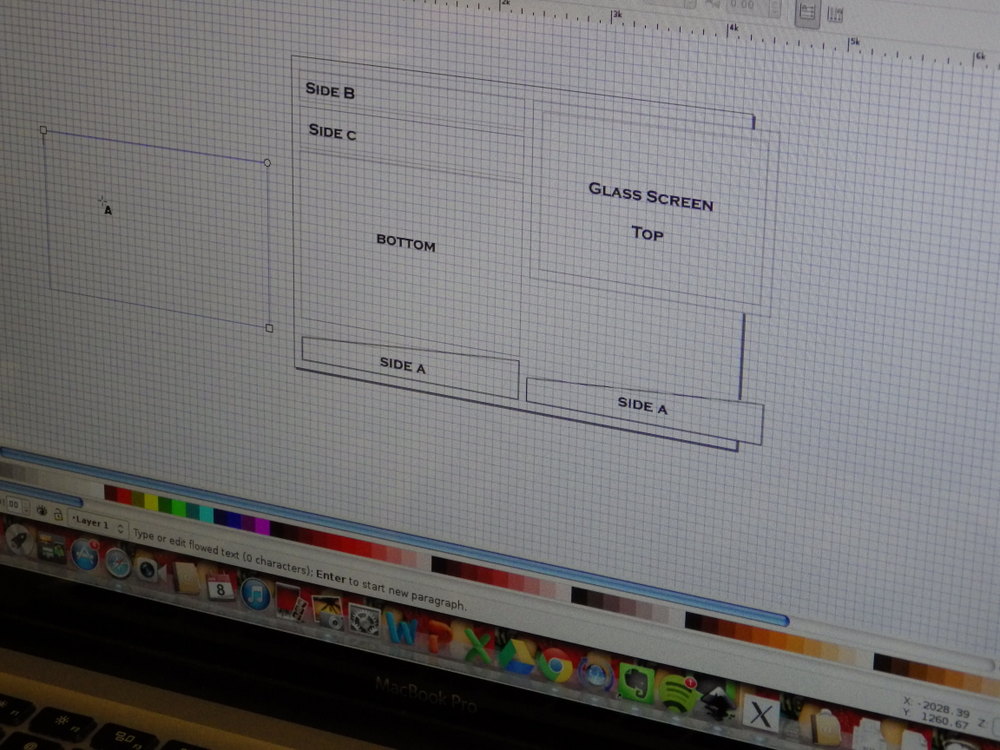 0.00
2k
3k
4k
5k
6k
SIDE B
SIDE C
GLASS SCREEN
TOP
BOTTOM
SIDE A
SIDE A
A
Layer 1
Type or edit flowed text (0 characters); Enter to start new paragraph.
8
W
P
X
X
X: -2028.39
Y: 1260.67
Z:
MacBook Pro